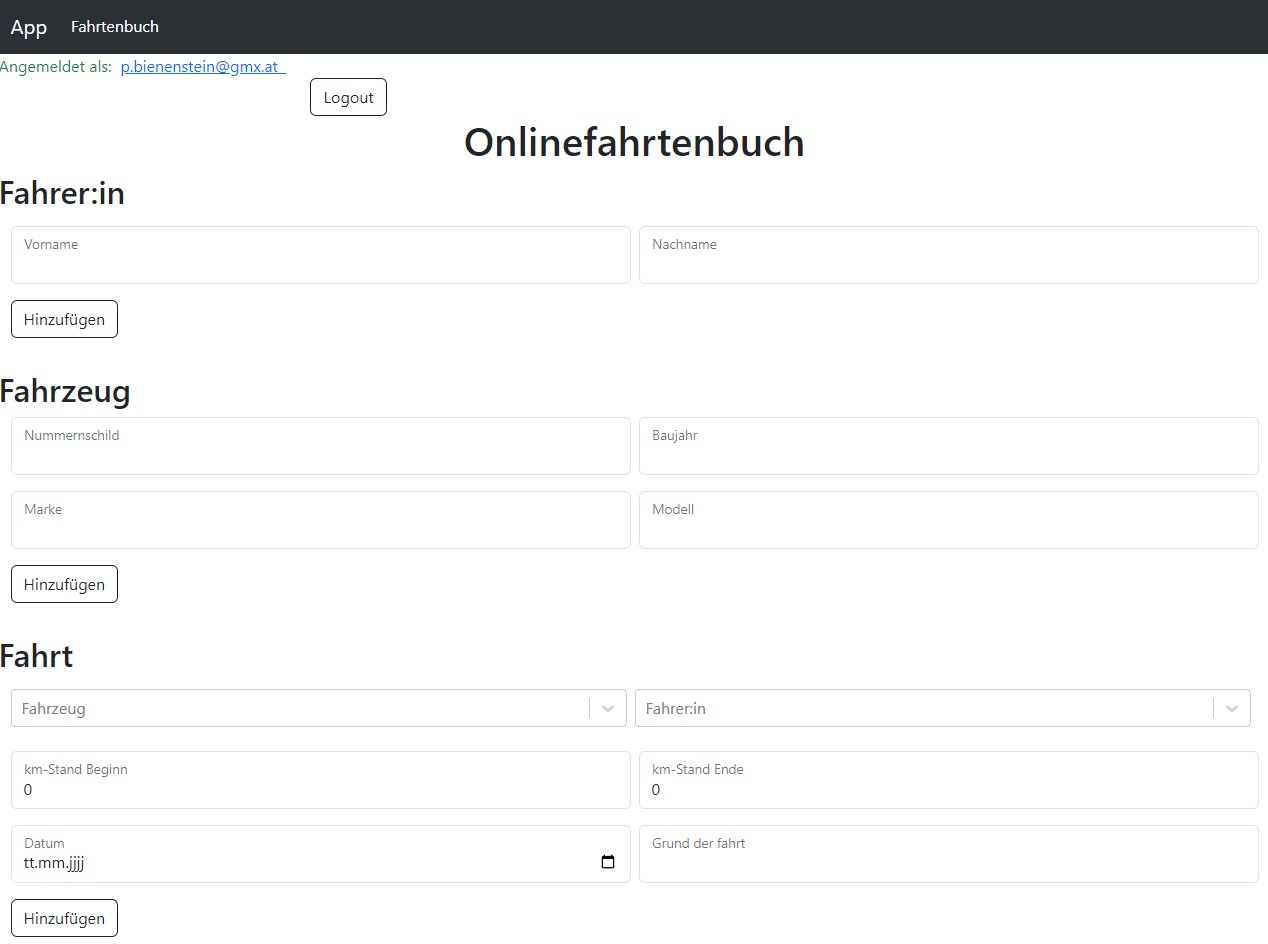 App Fahrtenbuch
Angemeldet als: p.bienenstein@gmx.at
Logout
Onlinefahrtenbuch
Fahrer:in
Vorname Nachname
Hinzufügen
Fahrzeug
Nummernschild Baujahr
Marke Modell
Hinzufügen
Fahrt
Fahrzeug Fahrer:in
km-Stand Beginn km-Stand Ende
0 0
Datum Grund der fahrt
tt.mm.jjjj
Hinzufügen